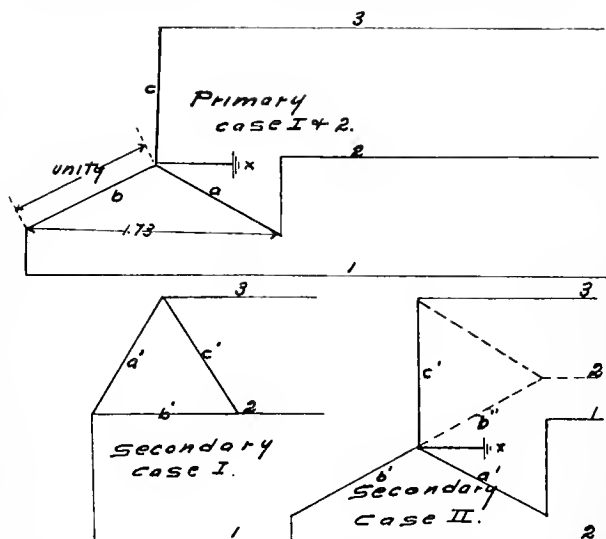 3
c
Primary
case I & 2.
x
2
unity
b
a
1.73
1
3
a'
c'
b'
2
Secondary
case I.
1
3
c'
2
b''
1
x
b'
a'
Secondary
Case II.
2